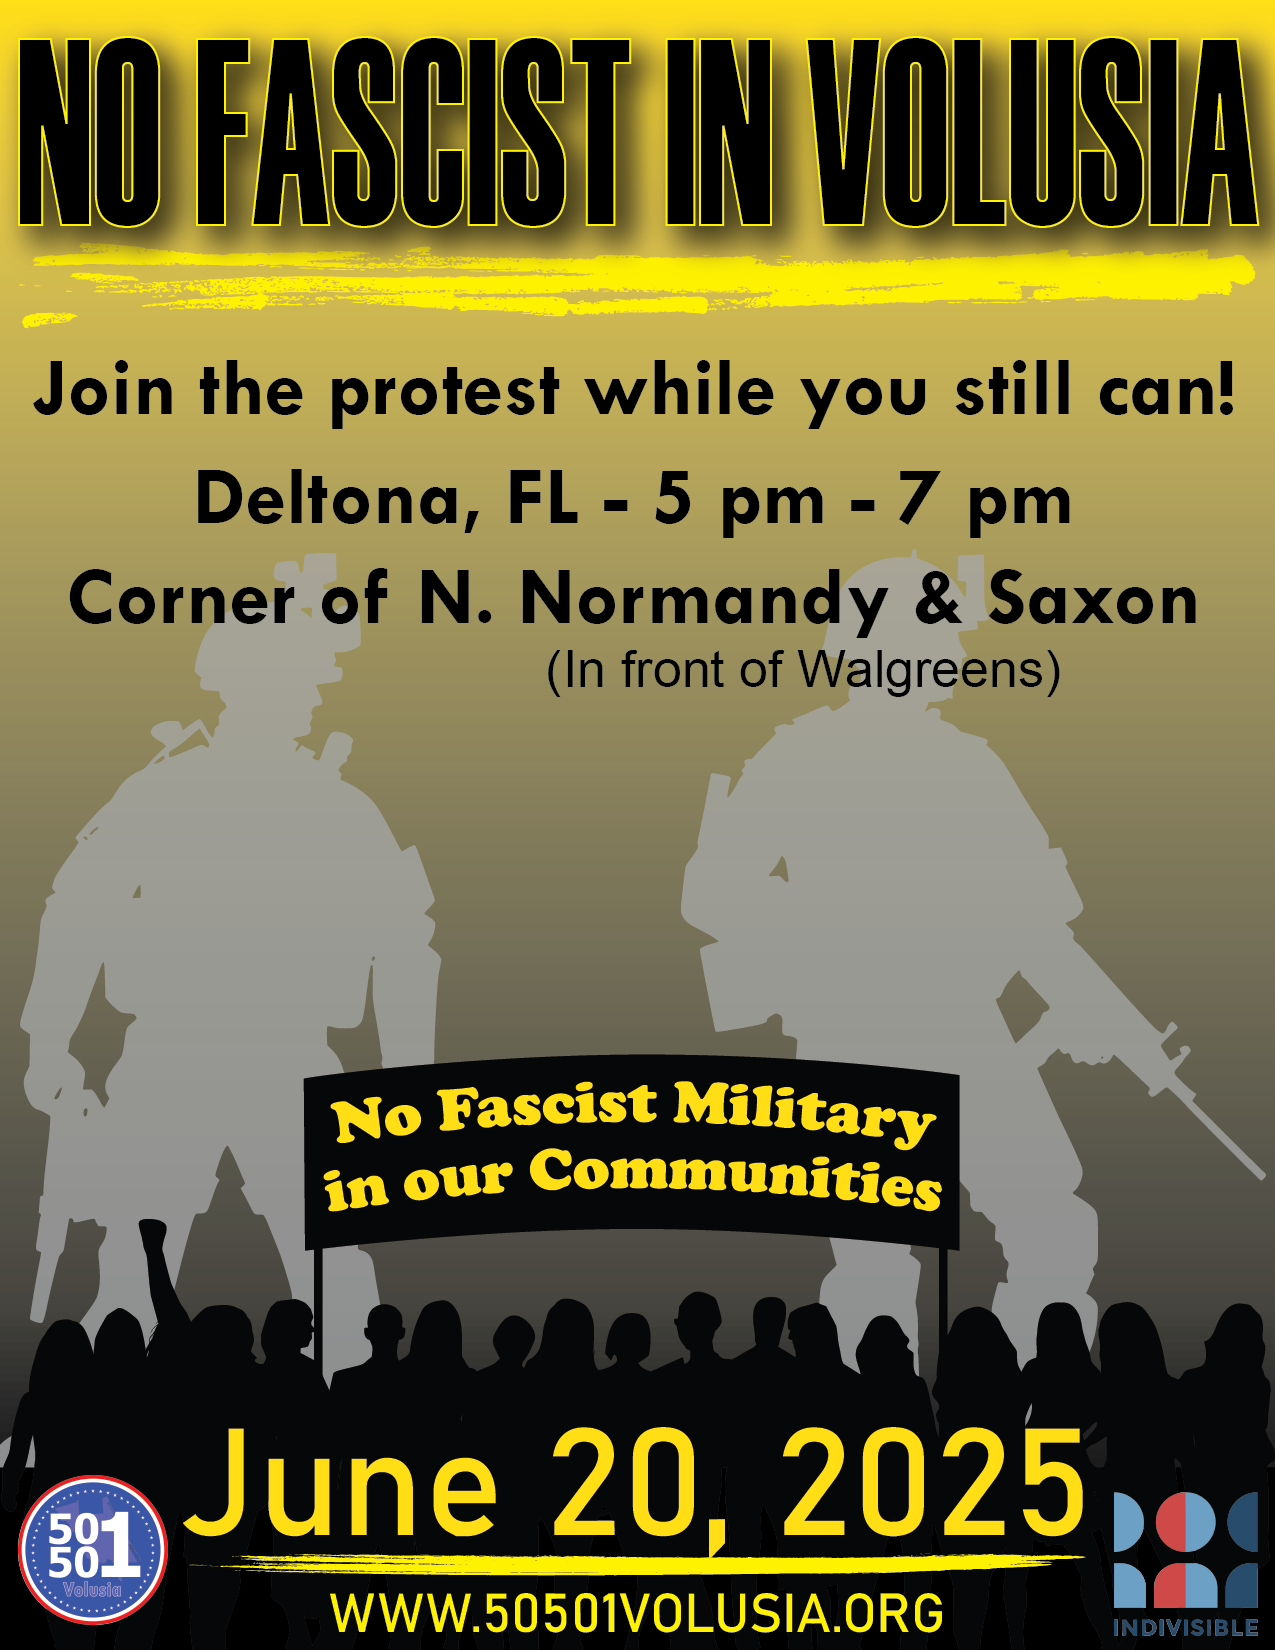 NO FASCIST IN VOLUSIA
Join the protest while you still can!
Deltona, FL - 5 pm - 7 pm
Corner of N. Normandy & Saxon
(In front of Walgreens)
No Fascist Military
in our Communities
June 20, 2025
50
501
Volusia
WWW.50501VOLUSIA.ORG
INDIVISIBLE